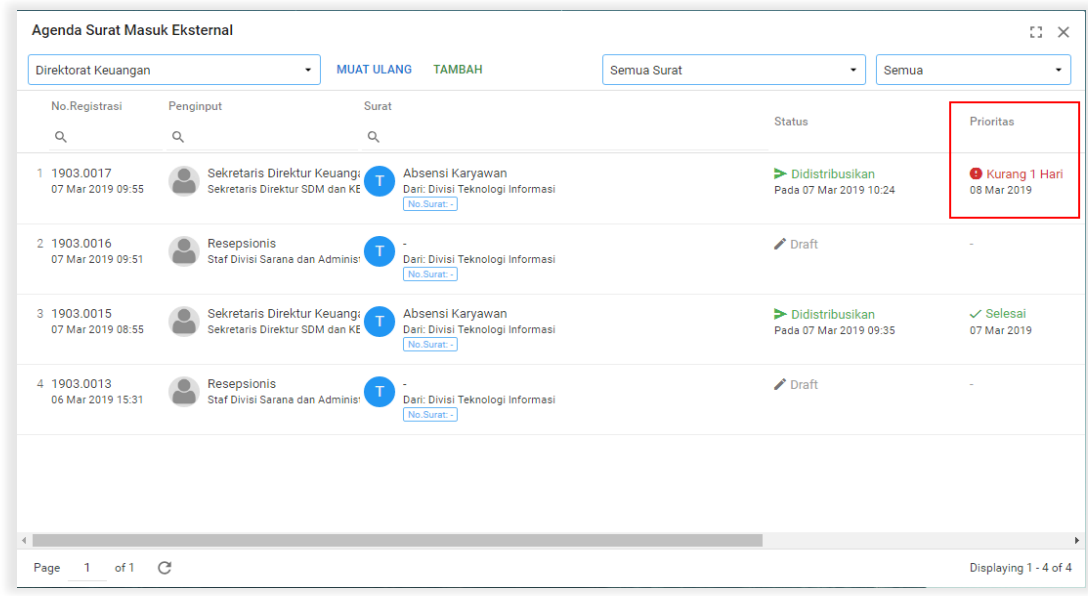 Agenda Surat Masuk Eksternal
Direktorat Keuangan MUAT ULANG TAMBAH Semua Surat Semua
No.Registrasi Penginput Surat Status Prioritas
1 1903.0017 Sekretaris Direktur Keuanga T Absensi Karyawan Didistribusikan Kurang 1 Hari
07 Mar 2019 09:55 Sekretaris Direktur SDM dan KE Dari: Divisi Teknologi Informasi Pada 07 Mar 2019 10:24 08 Mar 2019
No.Surat: -
2 1903.0016 Resepsionis T - Draft -
07 Mar 2019 09:51 Staf Divisi Sarana dan Administ Dari: Divisi Teknologi Informasi
No.Surat: -
3 1903.0015 Sekretaris Direktur Keuanga T Absensi Karyawan Didistribusikan Selesai
07 Mar 2019 08:55 Sekretaris Direktur SDM dan KE Dari: Divisi Teknologi Informasi Pada 07 Mar 2019 09:35 07 Mar 2019
No.Surat: -
4 1903.0013 Resepsionis T - Draft -
06 Mar 2019 15:31 Staf Divisi Sarana dan Administ Dari: Divisi Teknologi Informasi
No.Surat: -
Page 1 of 1 Displaying 1 - 4 of 4